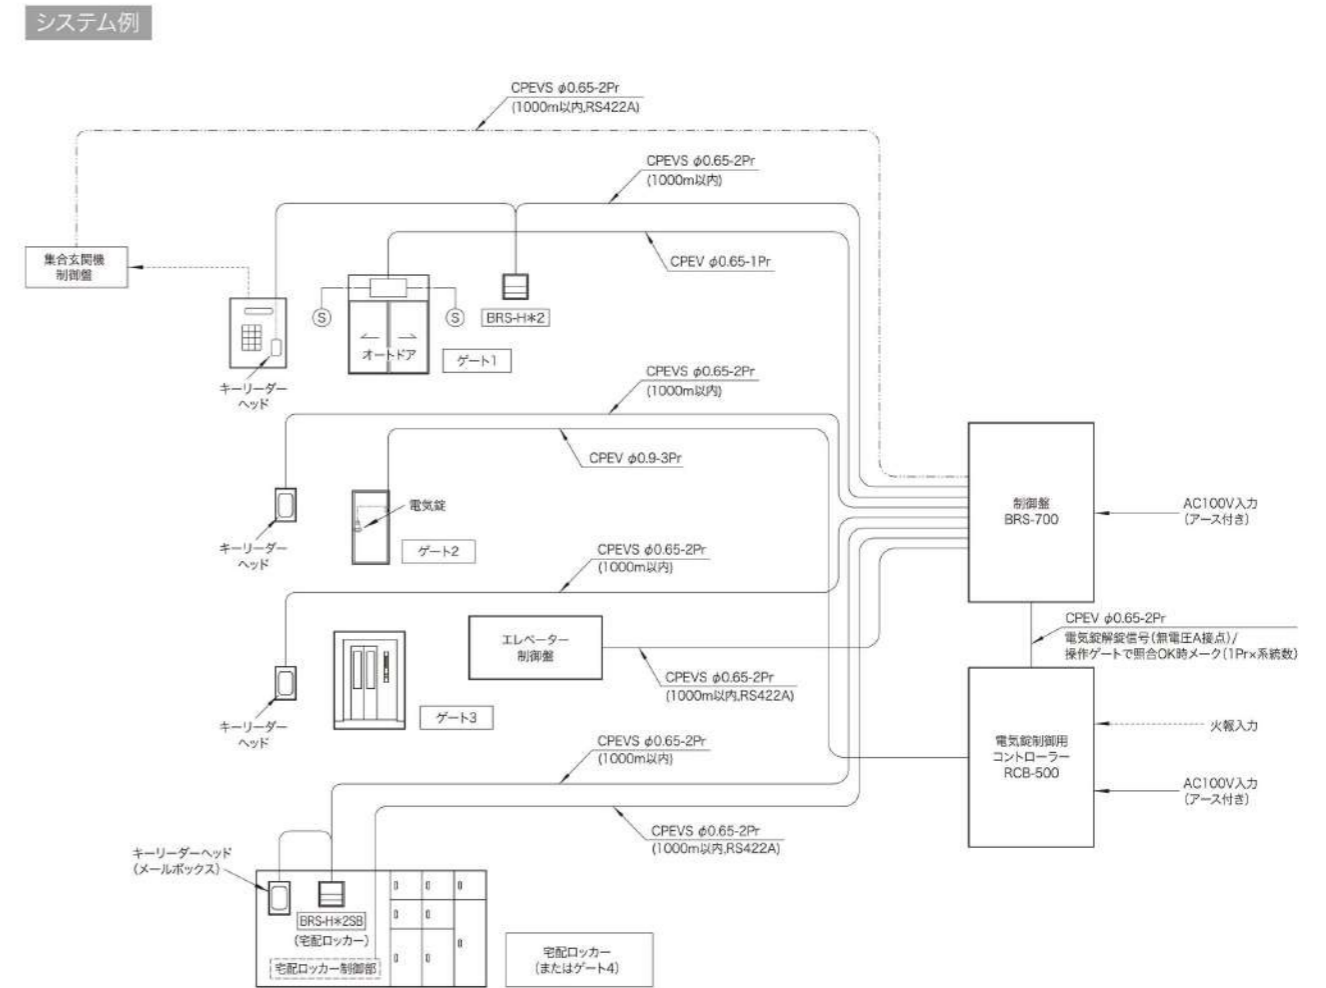 システム例
CPEVS φ0.65-2Pr
(1000m以内,RS422A)
CPEVS φ0.65-2Pr
(1000m以内)
CPEV φ0.65-1Pr
集合玄関機
制御盤
S
S
BRS-H＊2
オートドア
ゲート1
キーリーダー
ヘッド
CPEVS φ0.65-2Pr
(1000m以内)
CPEV φ0.9-3Pr
電気錠
ゲート2
キーリーダー
ヘッド
制御盤
BRS-700
AC100V入力
(アース付き)
CPEVS φ0.65-2Pr
(1000m以内)
エレベーター
制御盤
CPEV φ0.65-2Pr
電気錠解錠信号(無電圧A接点)/
操作ゲートで照合OK時メーク(1Pr×系統数)
CPEVS φ0.65-2Pr
(1000m以内,RS422A)
ゲート3
キーリーダー
ヘッド
電気錠制御用
コントローラー
RCB-500
火報入力
AC100V入力
(アース付き)
CPEVS φ0.65-2Pr
(1000m以内)
CPEVS φ0.65-2Pr
(1000m以内,RS422A)
キーリーダーヘッド
(メールボックス)
BRS-H＊2SB
(宅配ロッカー)
宅配ロッカー制御部
宅配ロッカー
(またはゲート4)